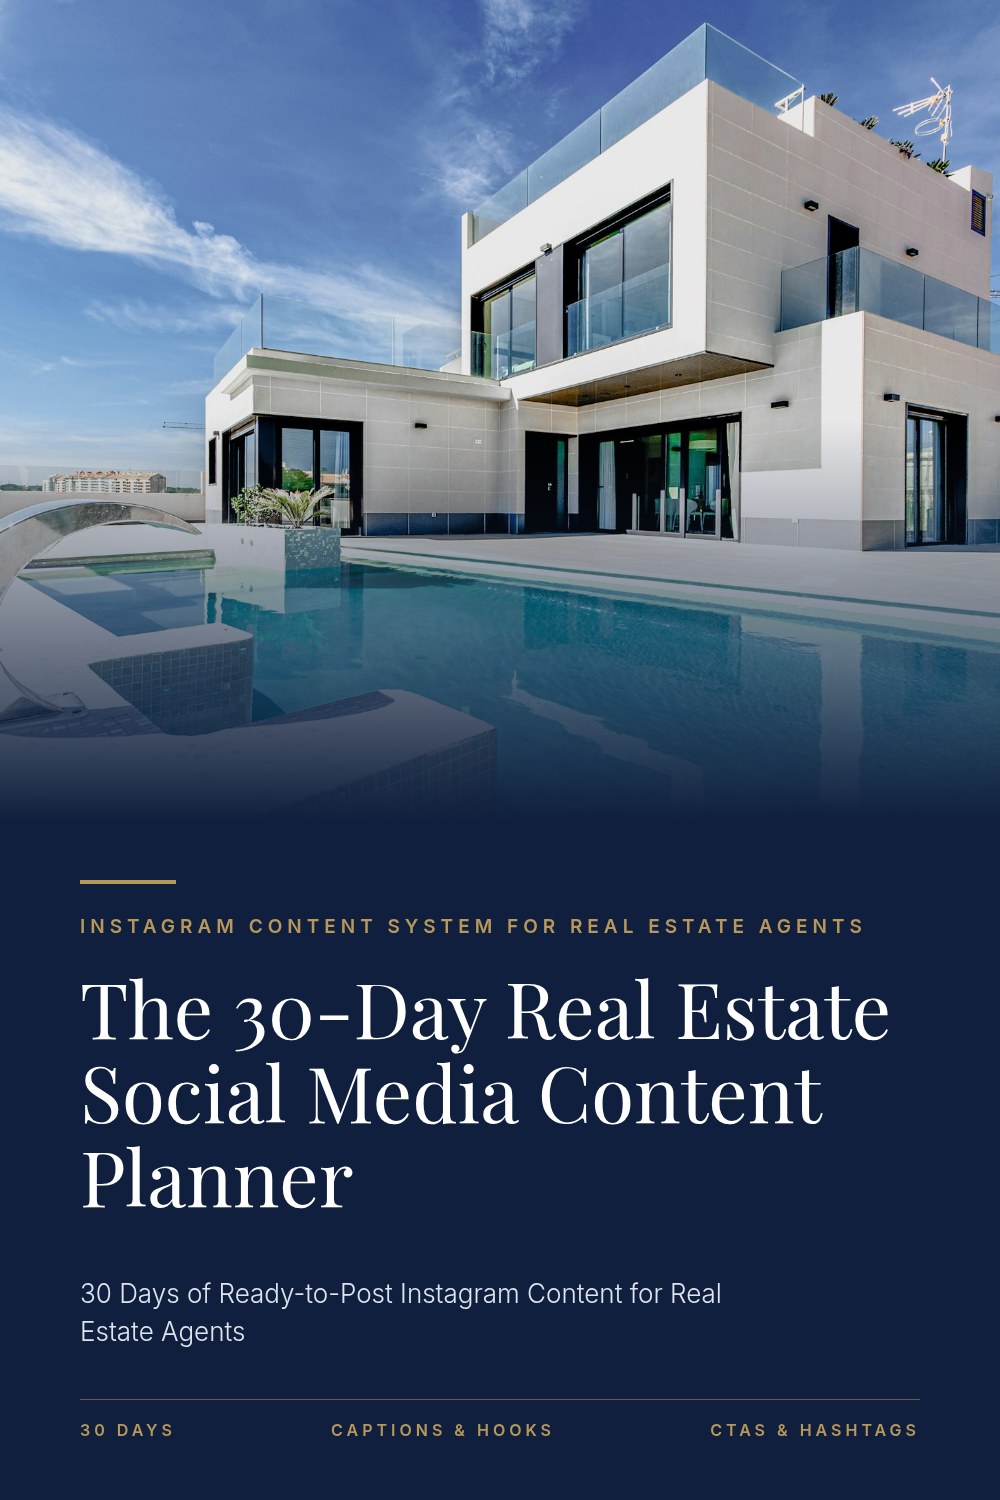 INSTAGRAM CONTENT SYSTEM FOR REAL ESTATE AGENTS
The 30-Day Real Estate
Social Media Content
Planner
30 Days of Ready-to-Post Instagram Content for Real
Estate Agents
30 DAYS
CAPTIONS & HOOKS
CTAS & HASHTAGS